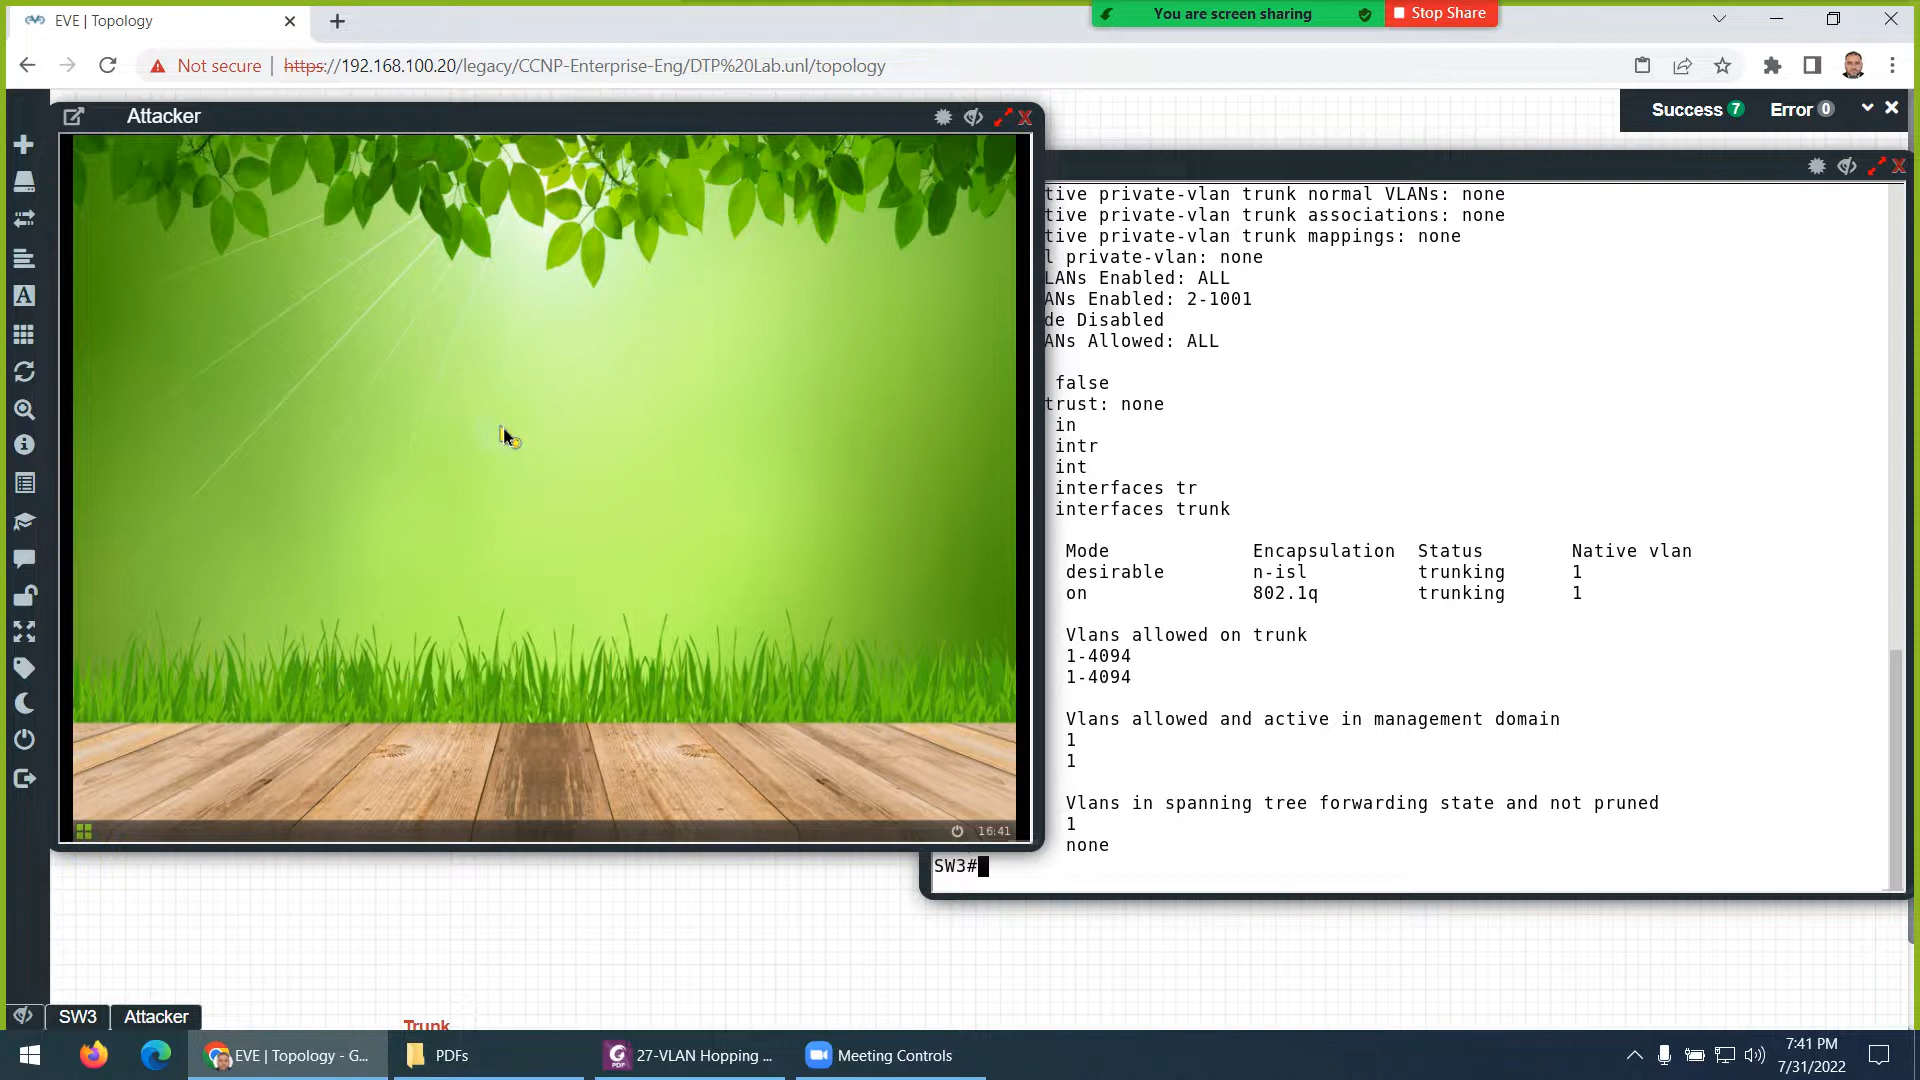 EVE | Topology
You are screen sharing
Stop Share
Not secure
https://192.168.100.20/legacy/CCNP-Enterprise-Eng/DTP%20Lab.unl/topology
Success 7 Error 0
Attacker
tive private-vlan trunk normal VLANs: none
tive private-vlan trunk associations: none
tive private-vlan trunk mappings: none
l private-vlan: none
LANs Enabled: ALL
ANs Enabled: 2-1001
de Disabled
ANs Allowed: ALL
false
trust: none
in
intr
int
interfaces tr
interfaces trunk
Mode Encapsulation Status Native vlan
desirable n-isl trunking 1
on 802.1q trunking 1
Vlans allowed on trunk
1-4094
1-4094
Vlans allowed and active in management domain
1
1
Vlans in spanning tree forwarding state and not pruned
1
none
SW3#
16:41
SW3 Attacker
Trunk
EVE | Topology - G...
PDFs
27-VLAN Hopping ...
Meeting Controls
7:41 PM
7/31/2022